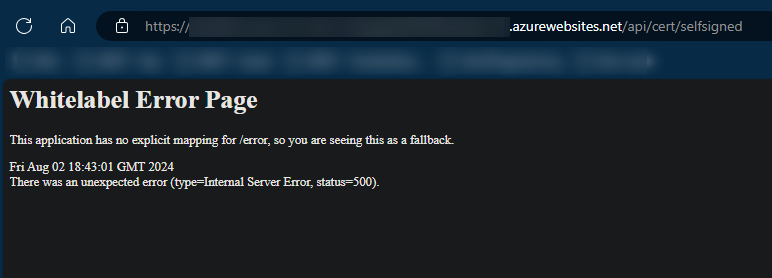 https://.azurewebsites.net/api/cert/selfsigned
Whitelabel Error Page
This application has no explicit mapping for /error, so you are seeing this as a fallback.
Fri Aug 02 18:43:01 GMT 2024
There was an unexpected error (type=Internal Server Error, status=500).